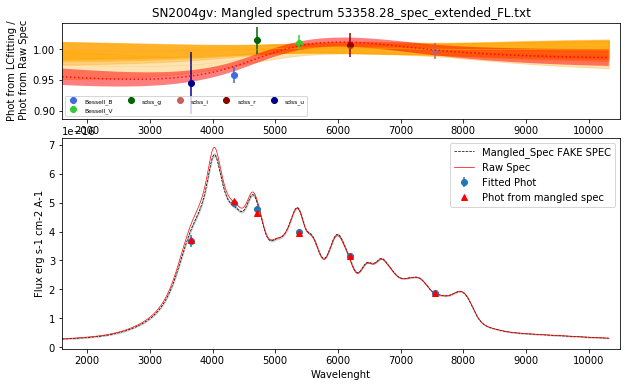 SN2004gv: Mangled spectrum 53358.28_spec_extended_FL.txt
Phot from LCfitting /
Phot from Raw Spec
1.00
0.95
0.90
Bessell_B
Bessell_V
sdss_g
sdss_i
sdss_r
sdss_u
2000 3000 4000 5000 6000 7000 8000 9000 10000
1e−16
Flux erg s-1 cm-2 A-1
7
6
5
4
3
2
1
0
Mangled_Spec FAKE SPEC
Raw Spec
Fitted Phot
Phot from mangled spec
2000 3000 4000 5000 6000 7000 8000 9000 10000
Wavelenght